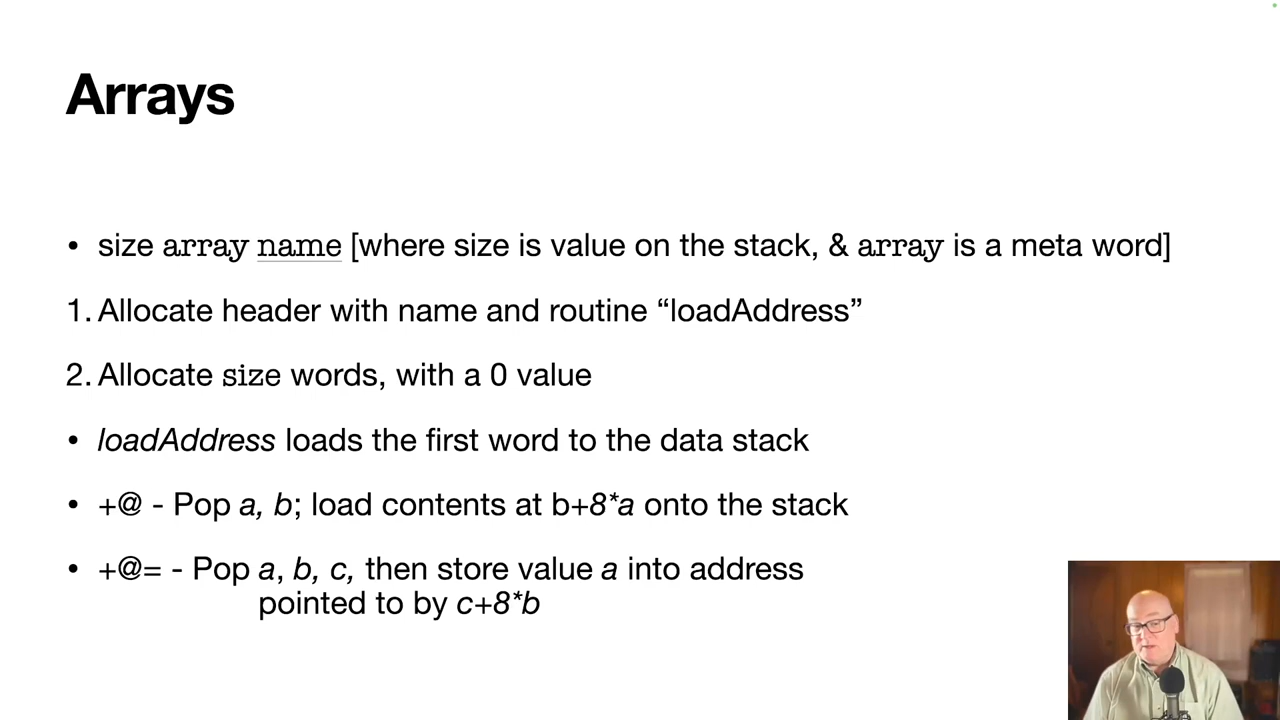 Arrays
• size array name [where size is value on the stack, & array is a meta word]
1. Allocate header with name and routine “loadAddress”
2. Allocate size words, with a 0 value
• loadAddress loads the first word to the data stack
• +@ - Pop a, b; load contents at b+8*a onto the stack
• +@= - Pop a, b, c, then store value a into address
pointed to by c+8*b